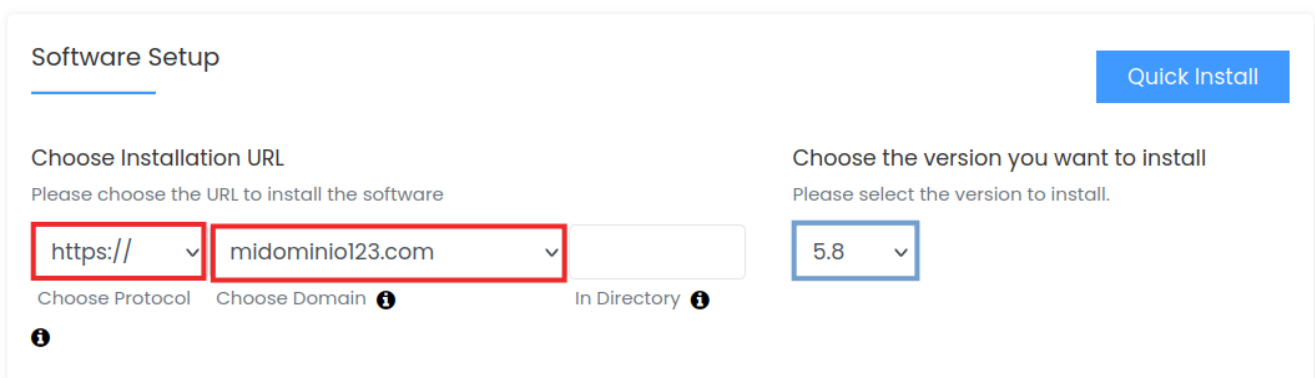 Software Setup
Quick Install
Choose Installation URL
Please choose the URL to install the software
https://
midominio123.com
Choose Protocol
Choose Domain
In Directory
Choose the version you want to install
Please select the version to install.
5.8